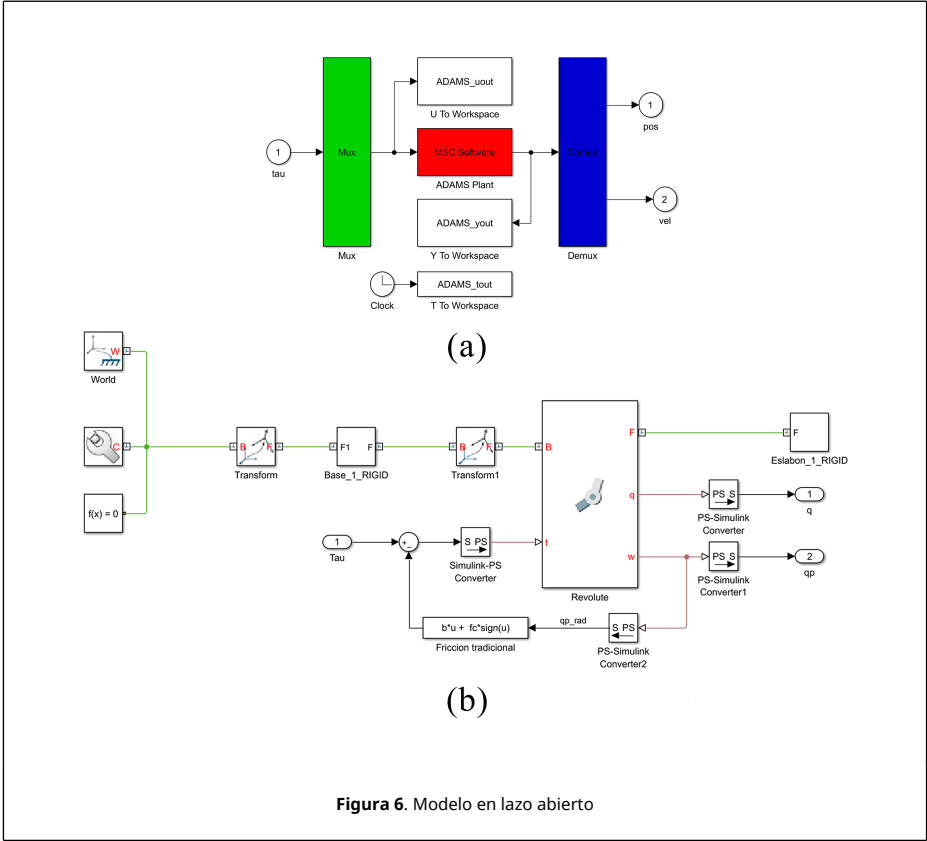 ADAMS_uout
U To Workspace
1
tau
Mux
Mux
MSC Software
ADAMS Plant
Demux
Demux
1
pos
2
vel
ADAMS_yout
Y To Workspace
Clock
ADAMS_tout
T To Workspace
(a)
W
World
C
f(x) = 0
B F
Transform
F1 F
Base_1_RIGID
B F
Transform1
B
F
q
t
w
Revolute
F
Eslabon_1_RIGID
PS S
PS-Simulink
Converter
1
q
1
Tau
+
_
S PS
Simulink-PS
Converter
PS S
PS-Simulink
Converter1
2
qp
b*u + fc*sign(u)
Friccion tradicional
qp_rad
S PS
PS-Simulink
Converter2
(b)
Figura 6. Modelo en lazo abierto